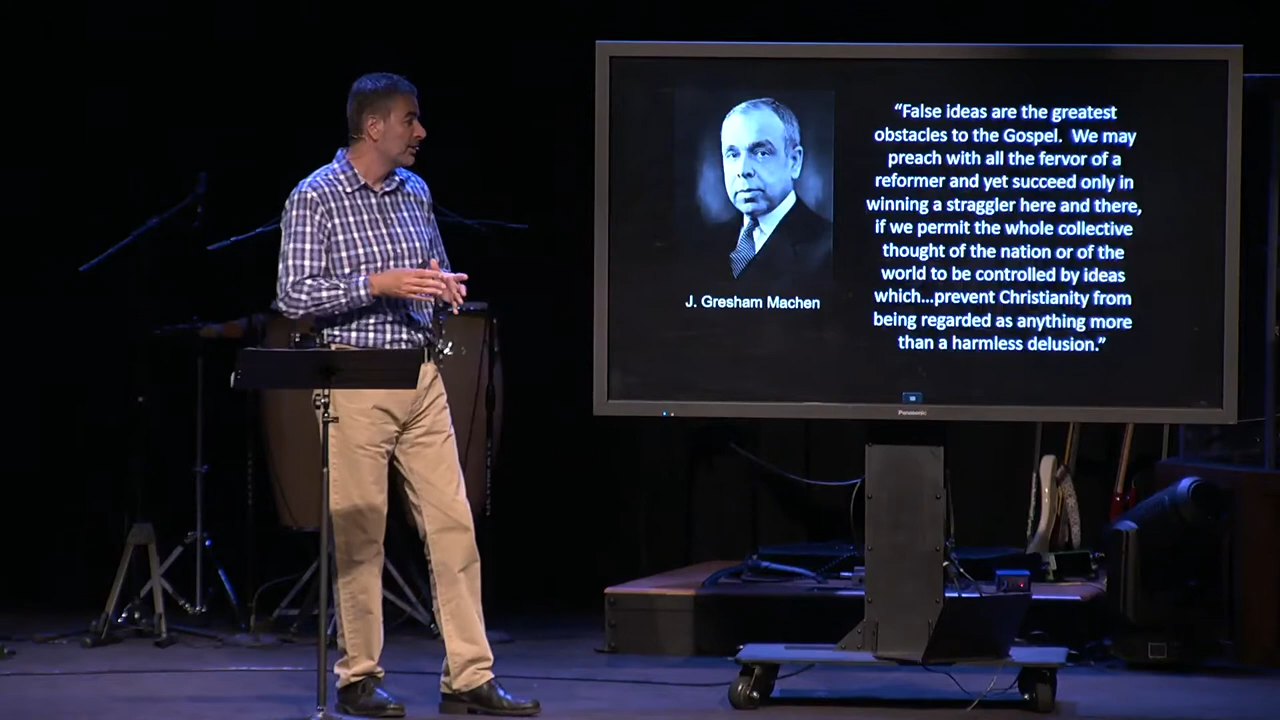 “False ideas are the greatest
obstacles to the Gospel.  We may
preach with all the fervor of a
reformer and yet succeed only in
winning a straggler here and there,
if we permit the whole collective
thought of the nation or of the
world to be controlled by ideas
which...prevent Christianity from
being regarded as anything more
than a harmless delusion.”
J. Gresham Machen
Panasonic